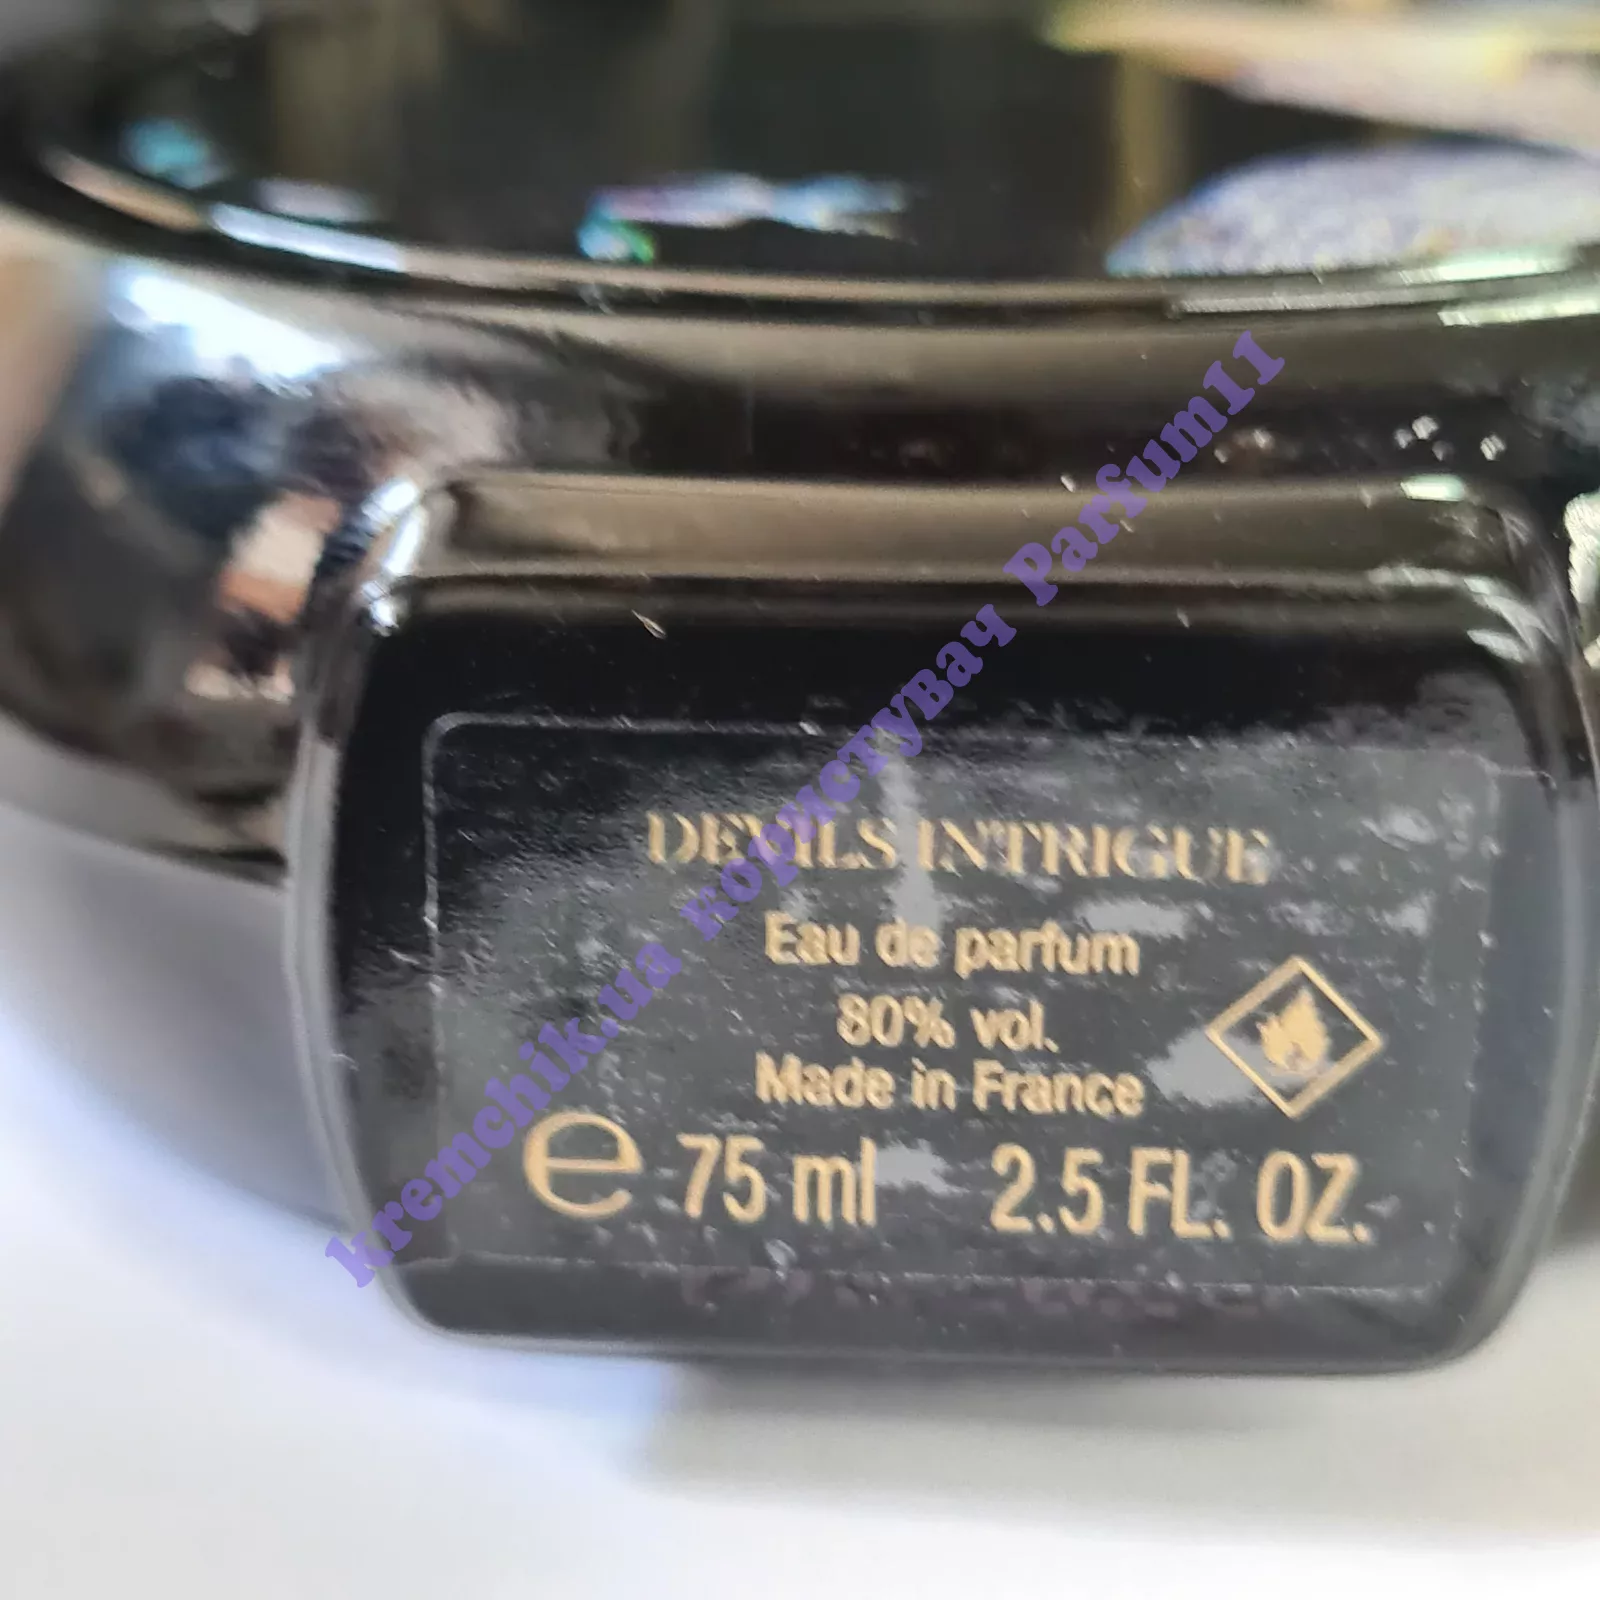 DEVILS INTRIGUE
Eau de parfum
80% vol.
Made in France
e 75 ml 2.5 FL. OZ.
kremchik.ua користуВач Parfum11